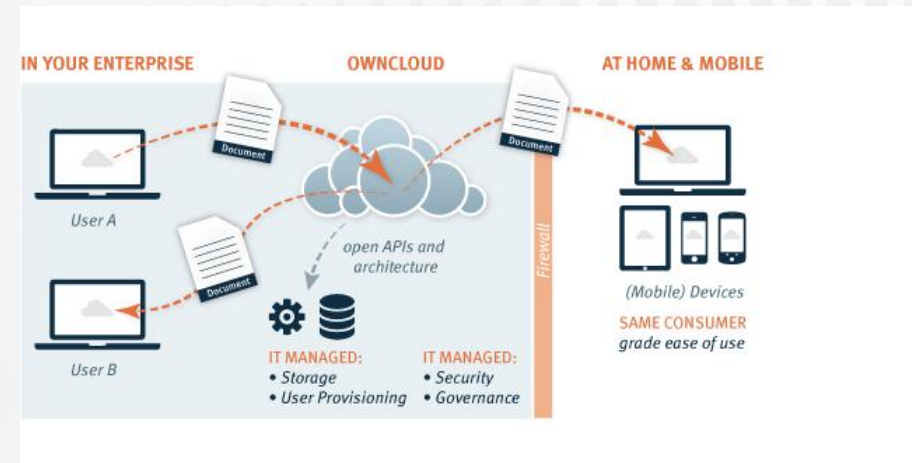 IN YOUR ENTERPRISE
OWNCLOUD
AT HOME & MOBILE
Document
Document
User A
open APIs and
architecture
Firewall
Document
(Mobile) Devices
SAME CONSUMER
grade ease of use
User B
IT MANAGED:
• Storage
• User Provisioning
IT MANAGED:
• Security
• Governance